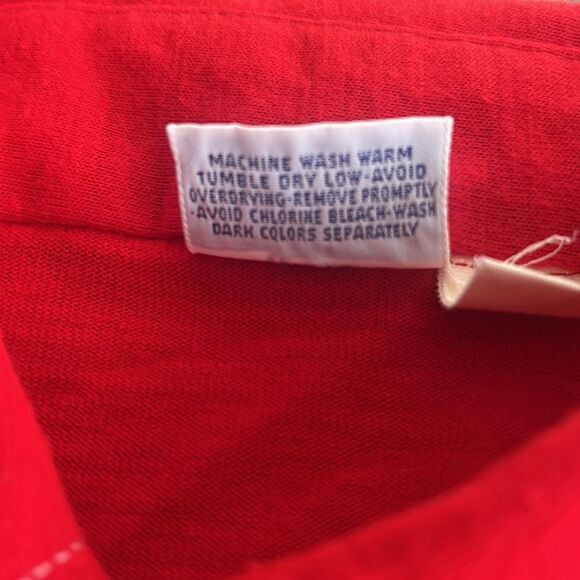 MACHINE WASH WARM
TUMBLE DRY LOW-AVOID
OVERDRYING-REMOVE PROMPTLY
-AVOID CHLORINE BLEACH-WASH
DARK COLORS SEPARATELY